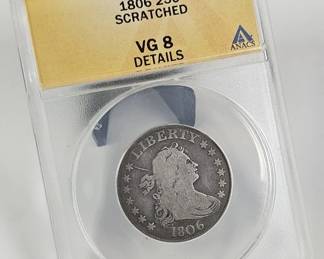 1806 25C
SCRATCHED
VG 8
DETAILS
ANACS
LIBERTY
1806